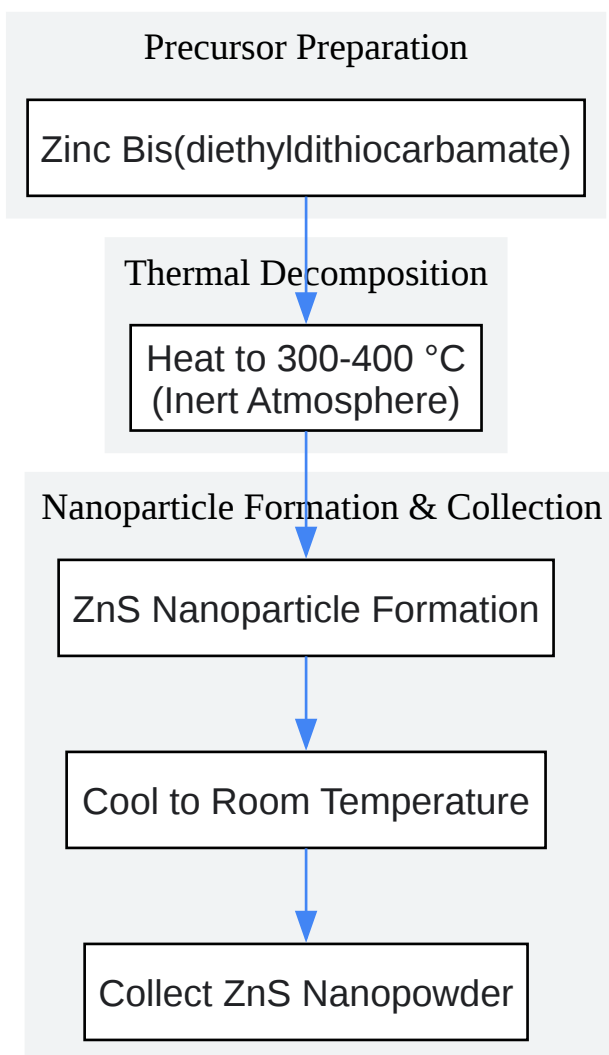 Precursor Preparation
Zinc Bis(diethyldithiocarbamate)
Thermal Decomposition
Heat to 300-400 °C
(Inert Atmosphere)
Nanoparticle Formation & Collection
ZnS Nanoparticle Formation
Cool to Room Temperature
Collect ZnS Nanopowder